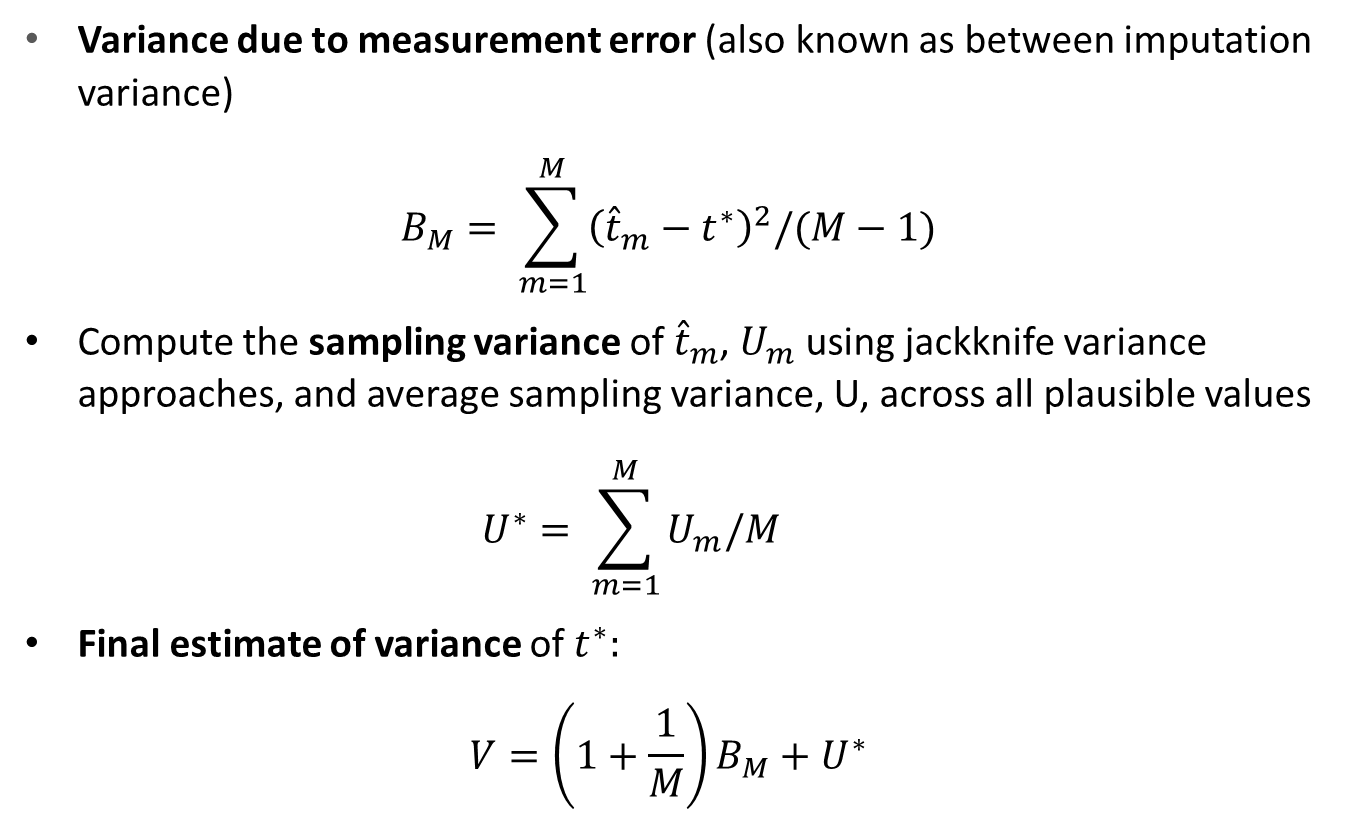 • Variance due to measurement error (also known as between imputation
variance)
M
B_M = ∑ (t̂_m − t*)²/(M − 1)
m=1
• Compute the sampling variance of t̂_m, U_m using jackknife variance
approaches, and average sampling variance, U, across all plausible values
M
U* = ∑ U_m/M
m=1
• Final estimate of variance of t*:
V = (1 + 1/M) B_M + U*